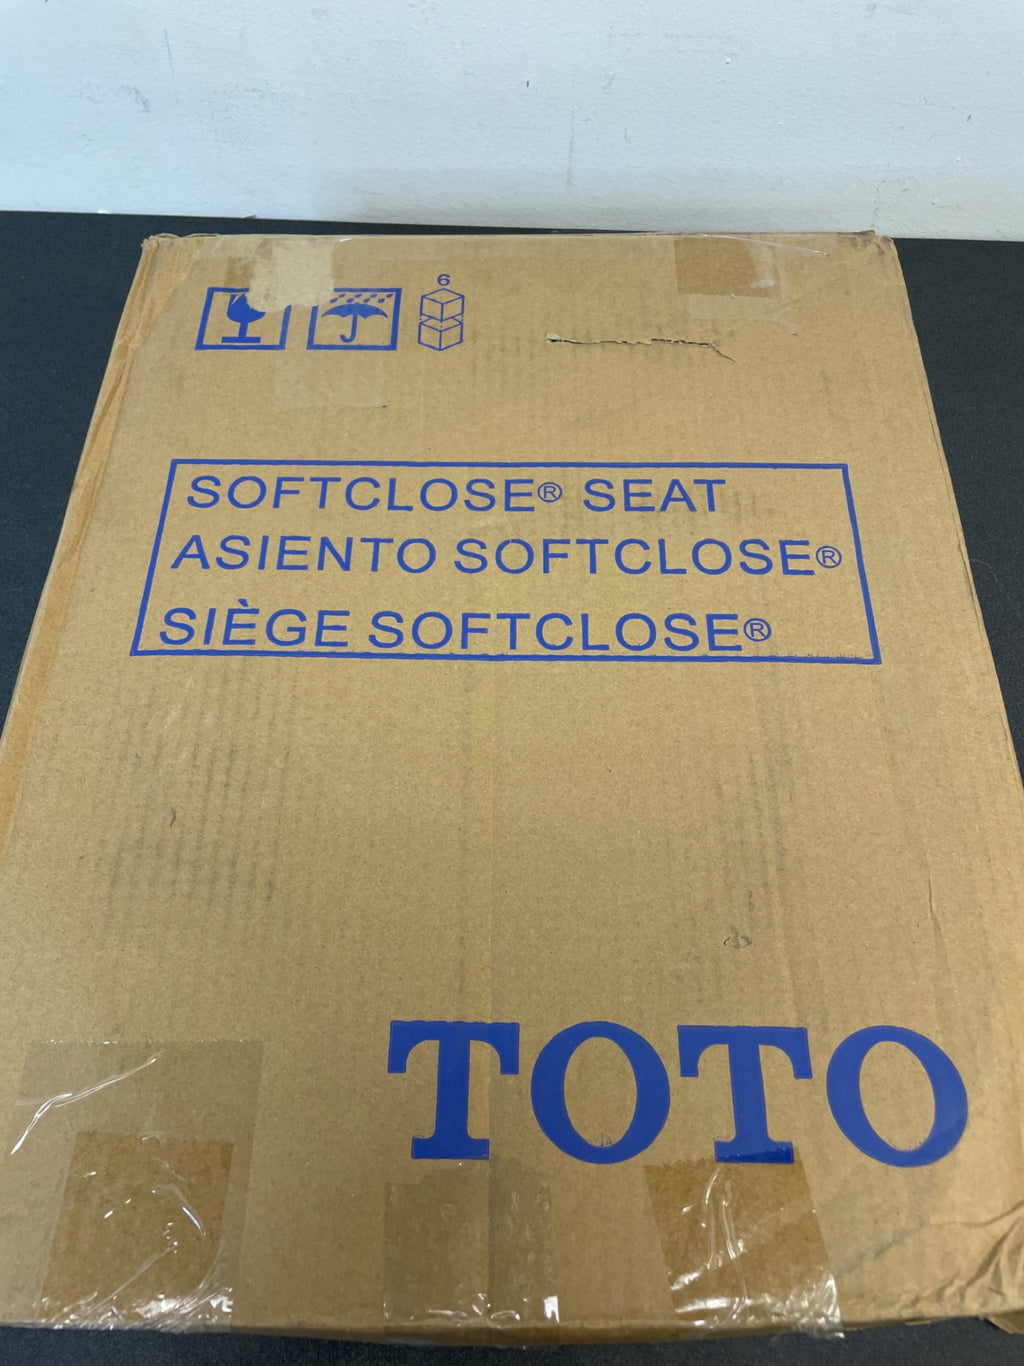 6
SOFTCLOSE® SEAT
ASIENTO SOFTCLOSE®
SIÈGE SOFTCLOSE®
TOTO